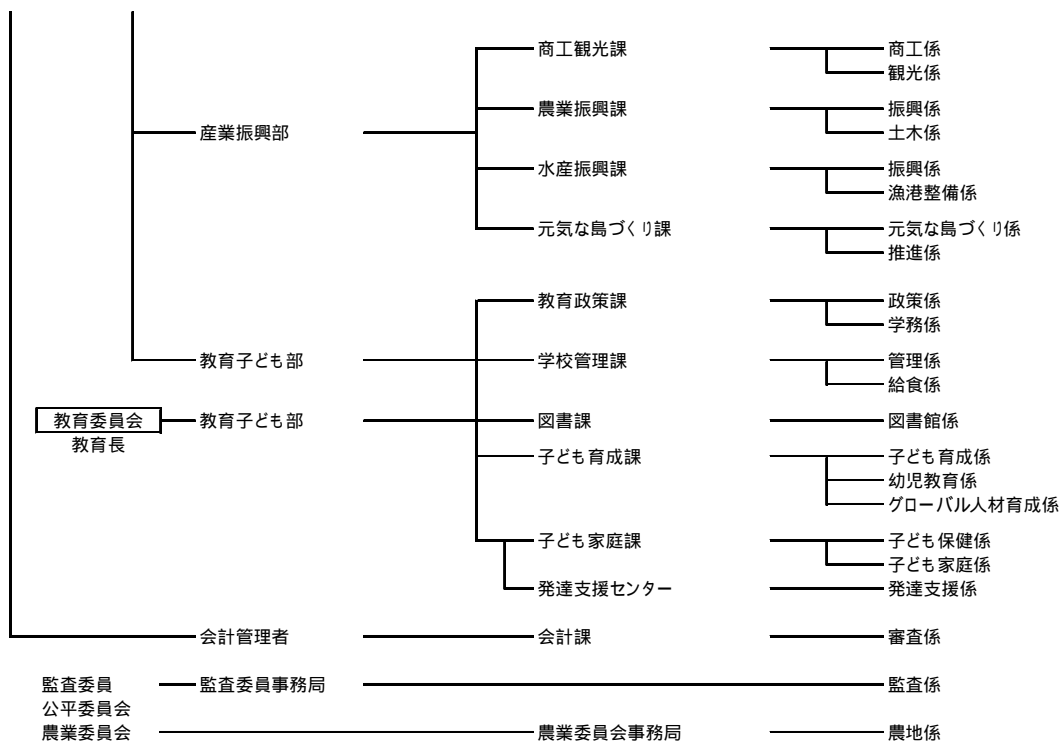 商工観光課 商工係
観光係
農業振興課 振興係
産業振興部 土木係
水産振興課 振興係
漁港整備係
元気な島づくり課 元気な島づくり係
推進係
教育政策課 政策係
学務係
教育子ども部 学校管理課 管理係
給食係
教育委員会 教育子ども部 図書課 図書館係
教育長
子ども育成課 子ども育成係
幼児教育係
グローバル人材育成係
子ども家庭課 子ども保健係
子ども家庭係
発達支援センター 発達支援係
会計管理者 会計課 審査係
監査委員 監査委員事務局 監査係
公平委員会
農業委員会 農業委員会事務局 農地係